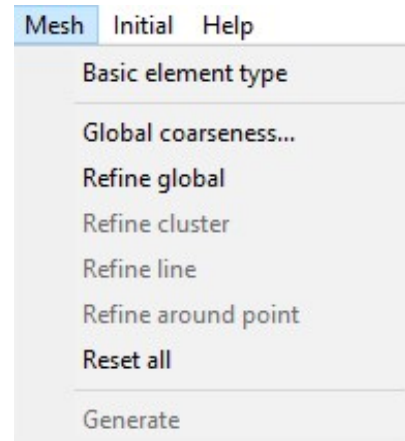 Mesh Initial Help
Basic element type
Global coarseness...
Refine global
Refine cluster
Refine line
Refine around point
Reset all
Generate